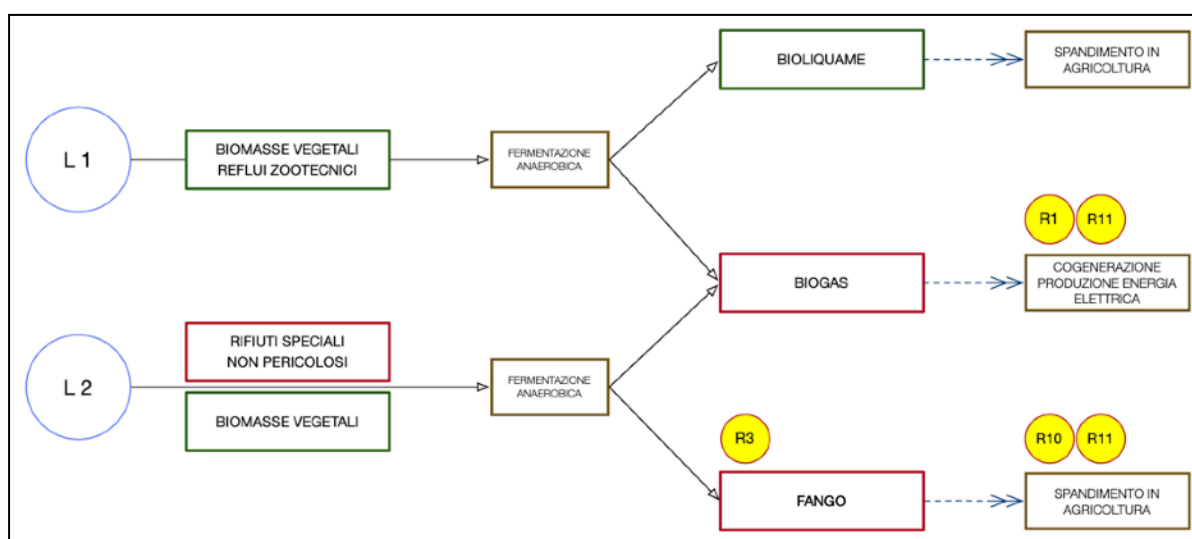 BIOLIQUAME
SPANDIMENTO IN
AGRICOLTURA
L 1
BIOMASSE VEGETALI
REFLUI ZOOTECNICI
FERMENTAZIONE
ANAEROBICA
R1
R11
BIOGAS
COGENERAZIONE
PRODUZIONE ENERGIA
ELETTRICA
L 2
RIFIUTI SPECIALI
NON PERICOLOSI
BIOMASSE VEGETALI
FERMENTAZIONE
ANAEROBICA
R3
R10
R11
FANGO
SPANDIMENTO IN
AGRICOLTURA